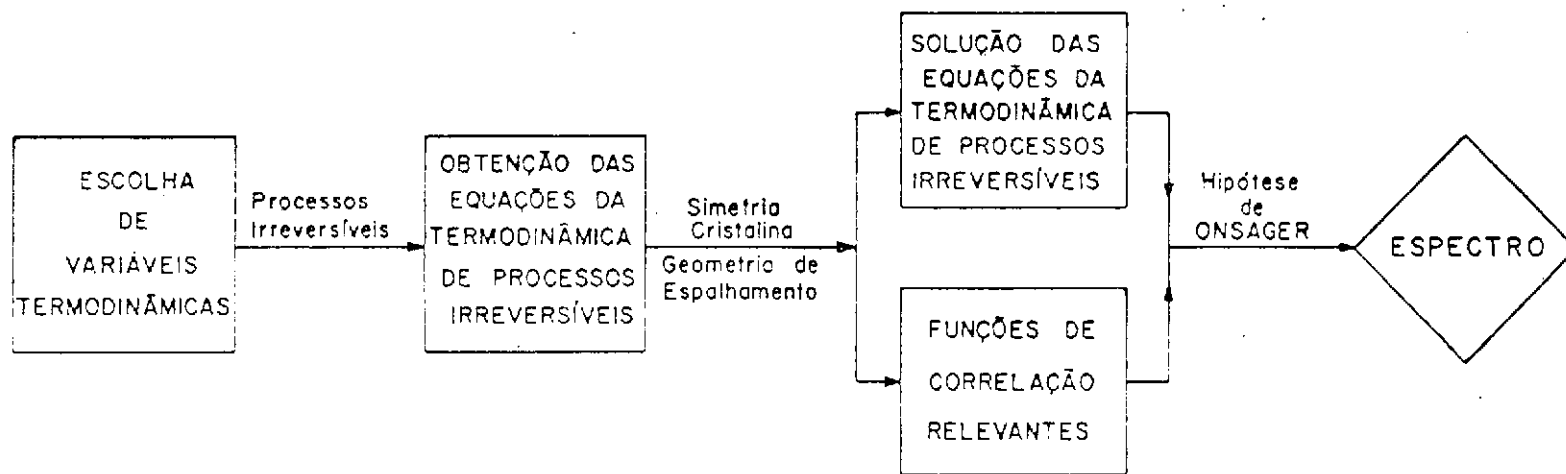 ESCOLHA
DE
VARIÁVEIS
TERMODINÂMICAS
Processos
Irreversíveis
OBTENÇÃO DAS
EQUAÇÕES DA
TERMODINÂMICA
DE PROCESSOS
IRREVERSÍVEIS
Simetria
Cristalina
Geometria de
Espalhamento
SOLUÇÃO DAS
EQUAÇÕES DA
TERMODINÂMICA
DE PROCESSOS
IRREVERSÍVEIS
FUNÇÕES DE
CORRELAÇÃO
RELEVANTES
Hipótese
de
ONSAGER
ESPECTRO